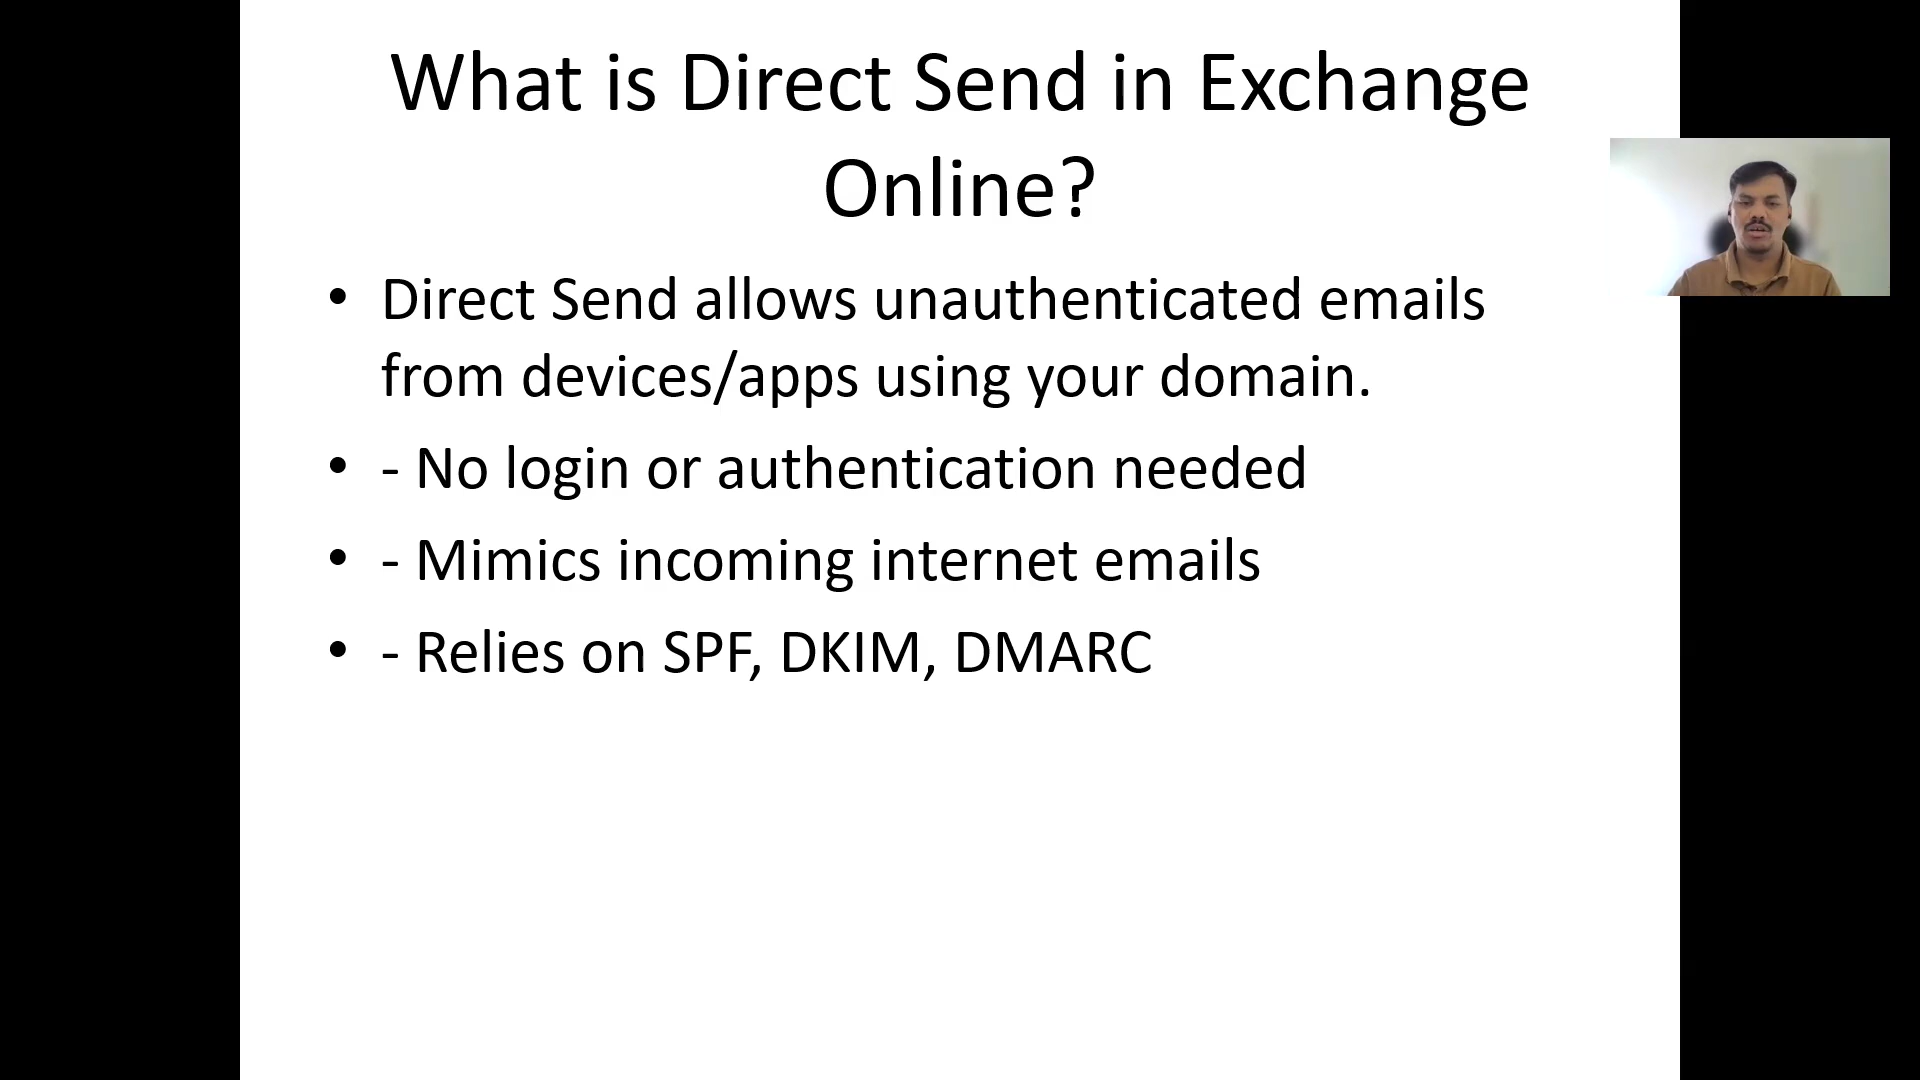 What is Direct Send in Exchange
Online?
• Direct Send allows unauthenticated emails
from devices/apps using your domain.
• - No login or authentication needed
• - Mimics incoming internet emails
• - Relies on SPF, DKIM, DMARC